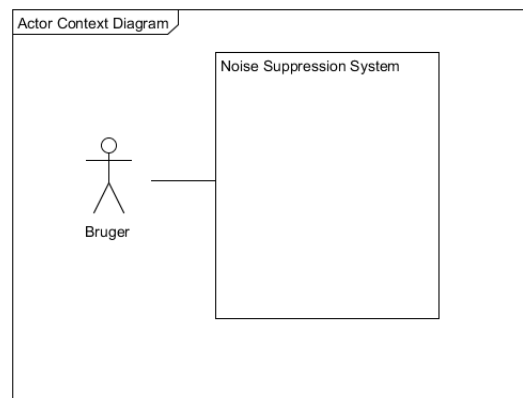 Actor Context Diagram
Noise Suppression System
Bruger